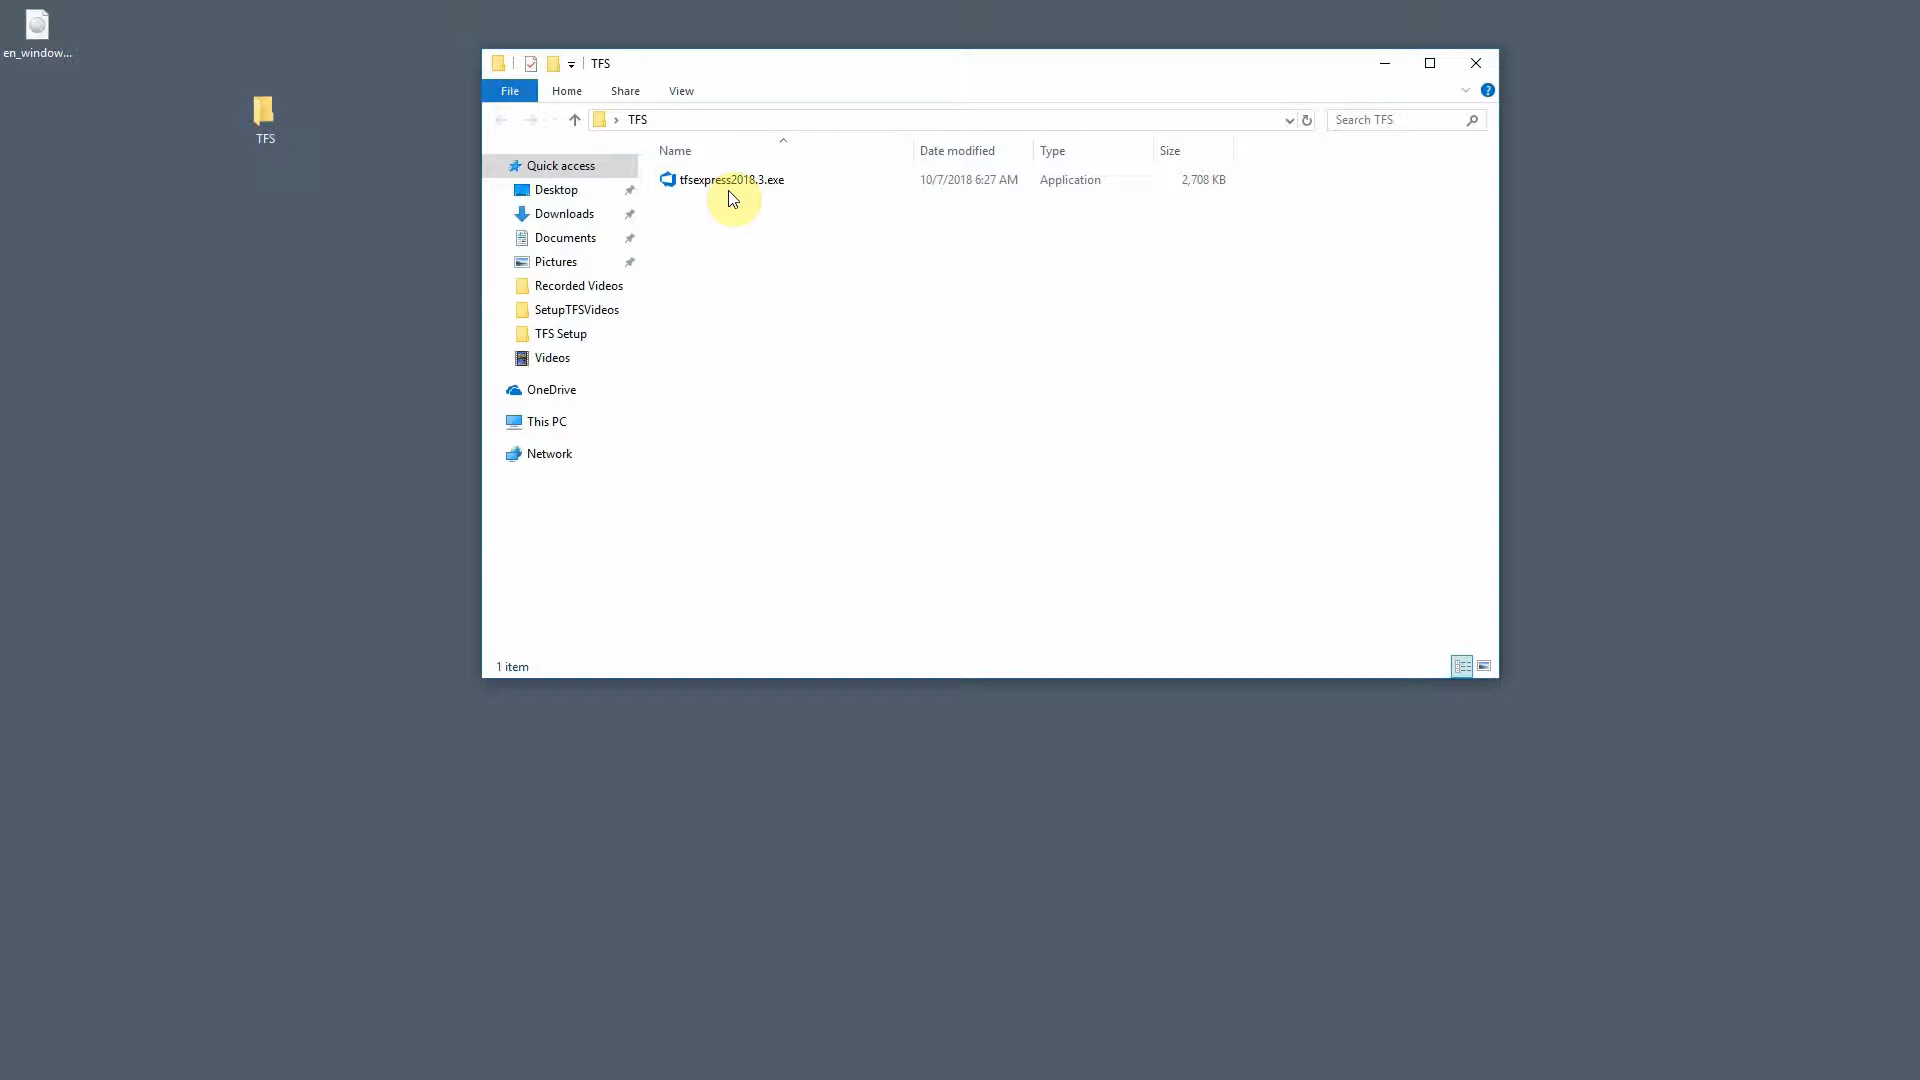 en_window...
TFS
TFS
File
Home
Share
View
TFS
Search TFS
Name
Date modified
Type
Size
Quick access
tfsexpress2018.3.exe
10/7/2018 6:27 AM
Application
2,708 KB
Desktop
Downloads
Documents
Pictures
Recorded Videos
SetupTFSVideos
TFS Setup
Videos
OneDrive
This PC
Network
1 item